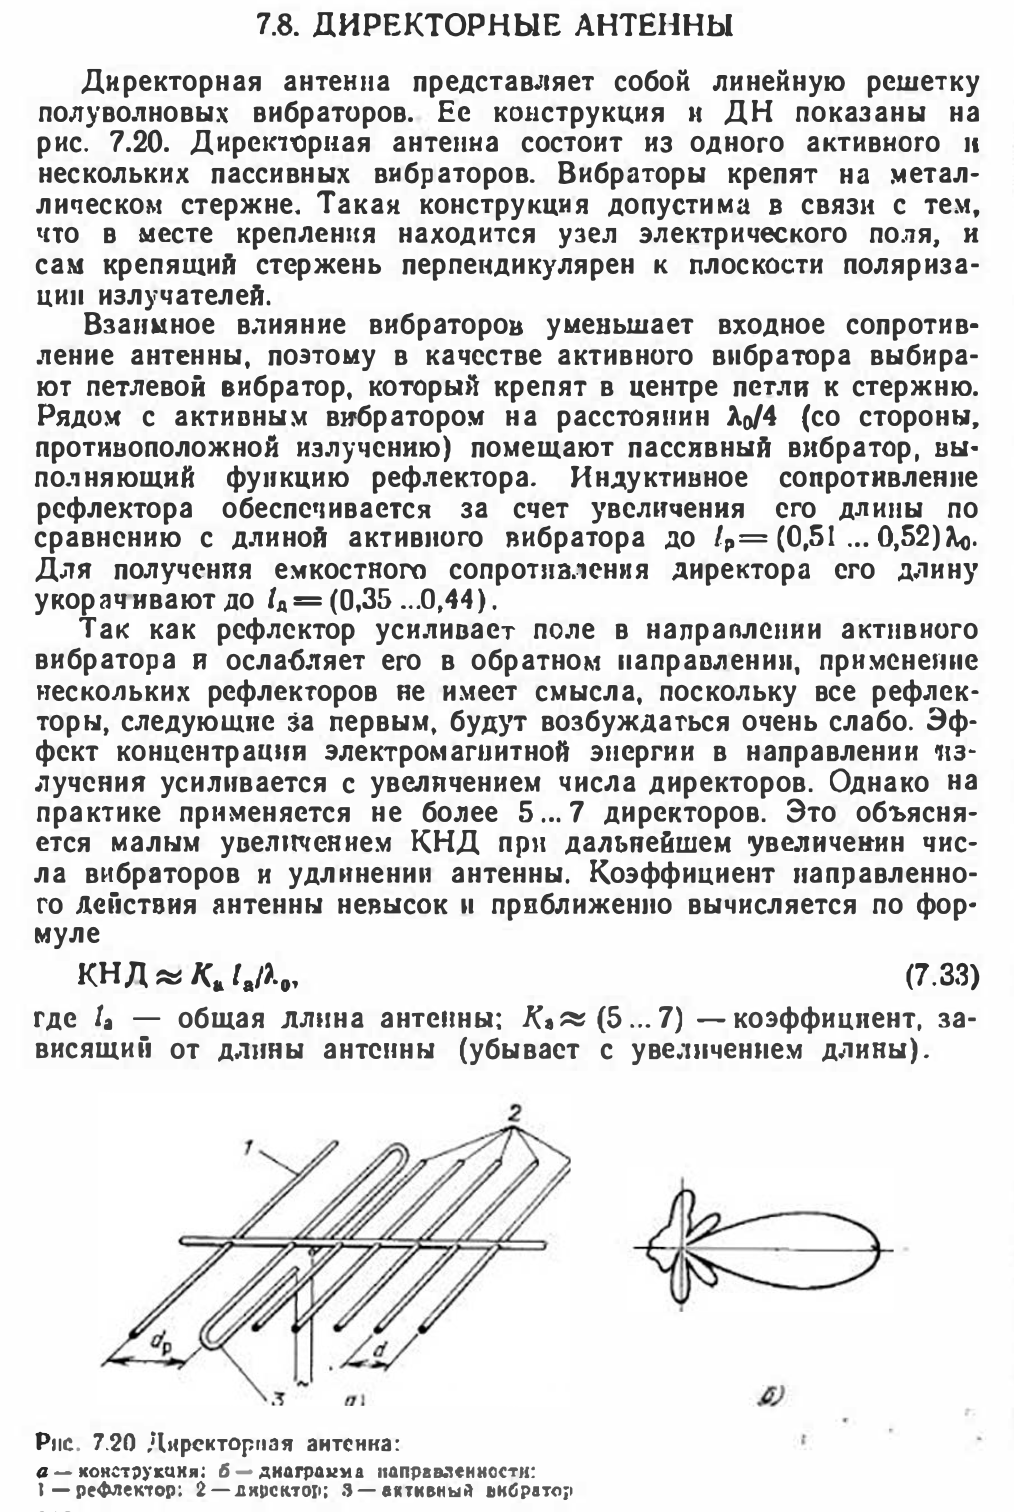 7.8. ДИРЕКТОРНЫЕ АНТЕННЫ
Директорная антенна представляет собой линейную решетку
полуволновых вибраторов. Ее конструкция и ДН показаны на
рис. 7.20. Директорная антенна состоит из одного активного и
нескольких пассивных вибраторов. Вибраторы крепят на метал-
лическом стержне. Такая конструкция допустима в связи с тем,
что в месте крепления находится узел электрического поля, и
сам крепящий стержень перпендикулярен к плоскости поляриза-
ции излучателей.
Взаимное влияние вибраторов уменьшает входное сопротив-
ление антенны, поэтому в качестве активного вибратора выбира-
ют петлевой вибратор, который крепят в центре петли к стержню.
Рядом с активным вибратором на расстоянии λ₀/4 (со стороны,
противоположной излучению) помещают пассивный вибратор, вы-
полняющий функцию рефлектора. Индуктивное сопротивление
рефлектора обеспечивается за счет увеличения его длины по
сравнению с длиной активного вибратора до lр=(0,51 ... 0,52)λ₀.
Для получения емкостного сопротивления директора его длину
укорачивают до lд=(0,35 ...0,44).
Так как рефлектор усиливает поле в направлении активного
вибратора и ослабляет его в обратном направлении, применение
нескольких рефлекторов не имеет смысла, поскольку все рефлек-
торы, следующие за первым, будут возбуждаться очень слабо. Эф-
фект концентрация электромагнитной энергии в направлении из-
лучения усиливается с увеличением числа директоров. Однако на
практике применяется не более 5 ... 7 директоров. Это объясня-
ется малым увеличением КНД при дальнейшем увеличении чис-
ла вибраторов и удлинении антенны. Коэффициент направленно-
го действия антенны невысок и приближенно вычисляется по фор-
муле
КНД ≈ Kа lа/λ₀, (7.33)
где lа — общая длина антенны; Kа ≈ (5 ... 7) — коэффициент, за-
висящий от длины антенны (убывает с увеличением длины).
2
1
dр
d
3
~
а)
б)
Рис. 7.20 Директорная антенна:
а — конструкция; б — диаграмма направленности:
1 — рефлектор; 2 — директор; 3 — активный вибратор